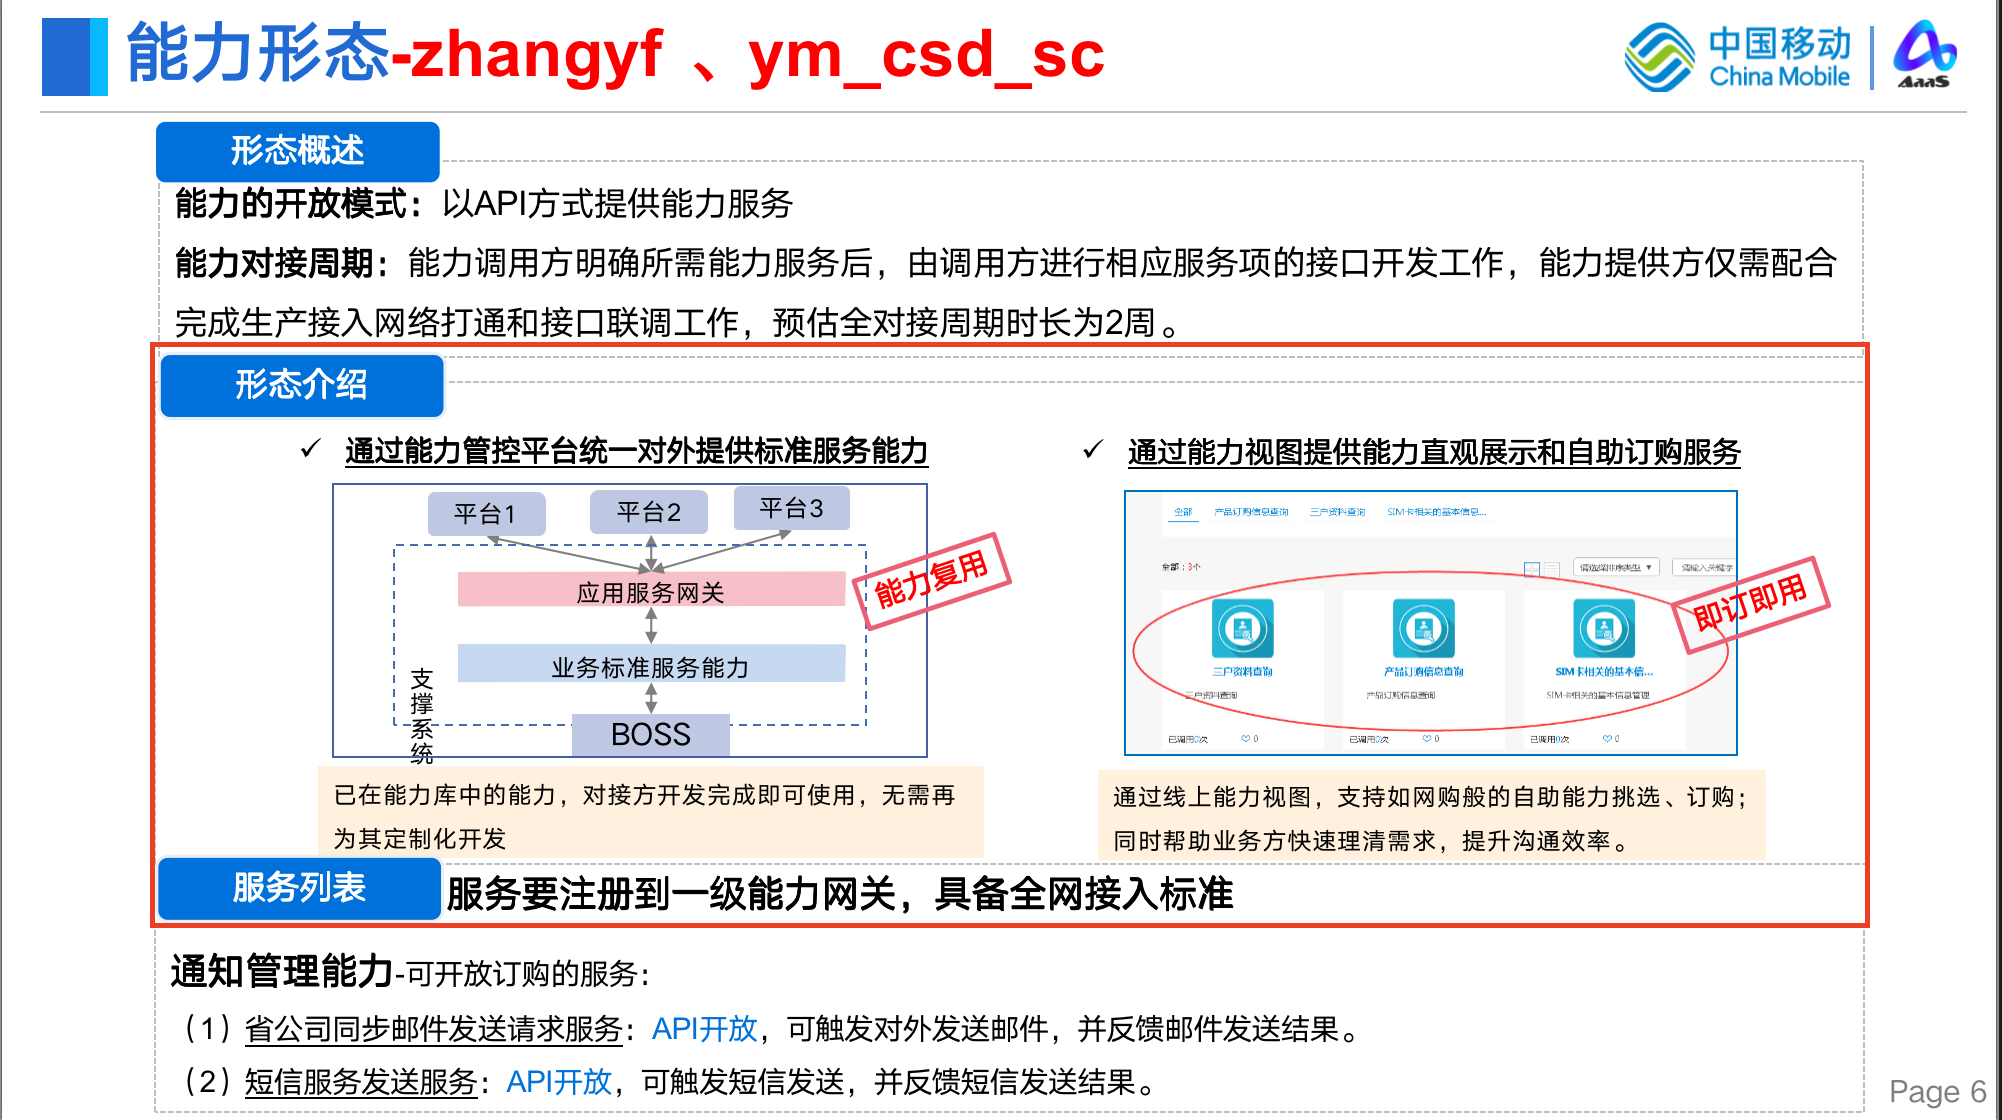 能力形态-zhangyf 、ym_csd_sc
中国移动
China Mobile
AaaS
形态概述
能力的开放模式：以API方式提供能力服务
能力对接周期：能力调用方明确所需能力服务后，由调用方进行相应服务项的接口开发工作，能力提供方仅需配合
完成生产接入网络打通和接口联调工作，预估全对接周期时长为2周。
形态介绍
✓ 通过能力管控平台统一对外提供标准服务能力
平台1
平台2
平台3
应用服务网关
业务标准服务能力
BOSS
支撑系统
能力复用
已在能力库中的能力，对接方开发完成即可使用，无需再
为其定制化开发
✓ 通过能力视图提供能力直观展示和自助订购服务
全部 产品订购信息查询 三户资料查询 SIM卡相关的基本信息...
全部：3个
请选择排序类型 ▼
请输入关键字
三户资料查询
三户资料查询
已调用0次 0
产品订购信息查询
产品订购信息查询
已调用0次 0
SIM卡相关的基本信...
SIM卡相关的基本信息管理
已调用0次 0
即订即用
通过线上能力视图，支持如网购般的自助能力挑选、订购；
同时帮助业务方快速理清需求，提升沟通效率。
服务列表
服务要注册到一级能力网关，具备全网接入标准
通知管理能力-可开放订购的服务：
（1）省公司同步邮件发送请求服务：API开放，可触发对外发送邮件，并反馈邮件发送结果。
（2）短信服务发送服务：API开放，可触发短信发送，并反馈短信发送结果。
Page 6